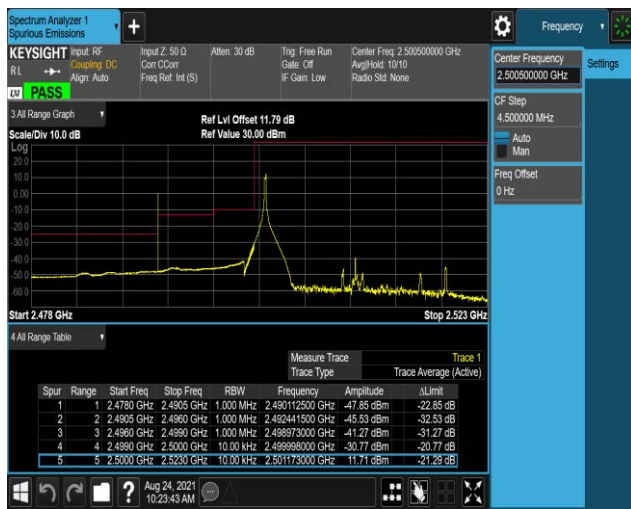 Spectrum Analyzer 1
Spurious Emissions
Frequency
KEYSIGHT
Input: RF
Coupling: DC
Align: Auto
Input Z: 50 Ω
Corr CCorr
Freq Ref: Int (S)
Atten: 30 dB
Trig: Free Run
Gate: Off
IF Gain: Low
Center Freq: 2.500500000 GHz
Avg|Hold: 10/10
Radio Std: None
RL
LXI
PASS
Center Frequency
2.500500000 GHz
Settings
CF Step
4.500000 MHz
Auto
Man
Freq Offset
0 Hz
3 All Range Graph
Ref Lvl Offset 11.79 dB
Scale/Div 10.0 dB
Ref Value 30.00 dBm
Log
20.0
10.0
0.00
-10.0
-20.0
-30.0
-40.0
-50.0
-60.0
Start 2.478 GHz
Stop 2.523 GHz
4 All Range Table
Measure Trace Trace 1
Trace Type Trace Average (Active)
Spur Range Start Freq Stop Freq RBW Frequency Amplitude ΔLimit
1 1 2.4780 GHz 2.4905 GHz 1.000 MHz 2.490112500 GHz -47.85 dBm -22.85 dB
2 2 2.4905 GHz 2.4960 GHz 1.000 MHz 2.492441500 GHz -45.53 dBm -32.53 dB
3 3 2.4960 GHz 2.4990 GHz 1.000 MHz 2.498973000 GHz -41.27 dBm -31.27 dB
4 4 2.4990 GHz 2.5000 GHz 10.00 kHz 2.499998000 GHz -30.77 dBm -20.77 dB
5 5 2.5000 GHz 2.5230 GHz 10.00 kHz 2.501173000 GHz 11.71 dBm -21.29 dB
?
Aug 24, 2021
10:23:43 AM